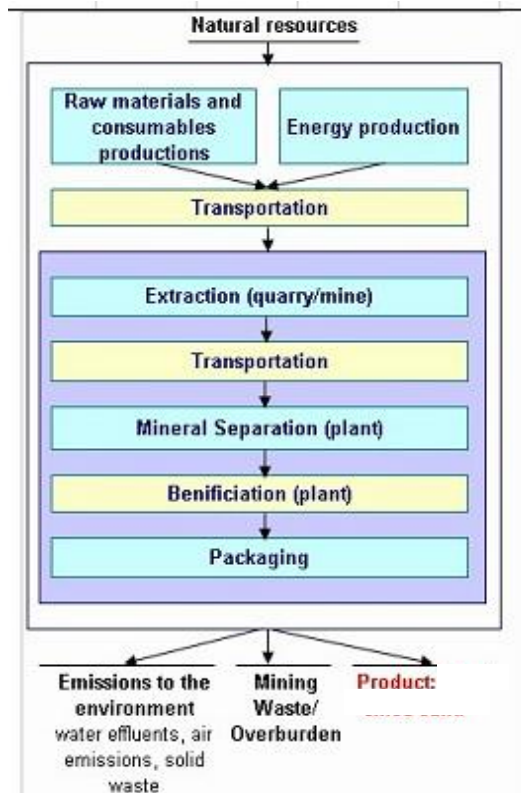 Natural resources
Raw materials and
consumables
productions
Energy production
Transportation
Extraction (quarry/mine)
Transportation
Mineral Separation (plant)
Benificiation (plant)
Packaging
Emissions to the
environment
water effluents, air
emissions, solid
waste
Mining
Waste/
Overburden
Product: